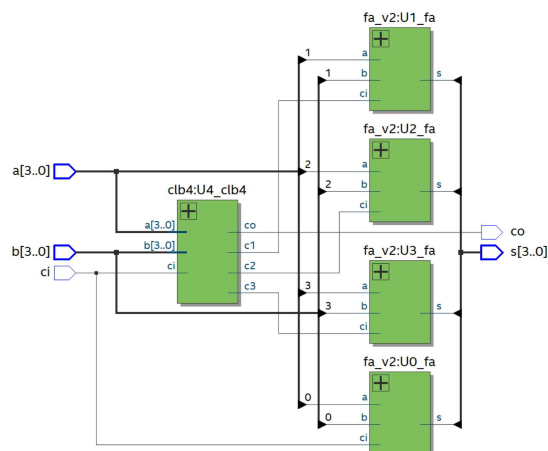 fa_v2:U1_fa
1
a
1
b
s
ci
fa_v2:U2_fa
2
a
a[3..0]
2
b
s
clb4:U4_clb4
ci
a[3..0]
co
co
b[3..0]
b[3..0]
c1
s[3..0]
fa_v2:U3_fa
ci
ci
c2
3
a
c3
3
b
s
ci
fa_v2:U0_fa
0
a
0
b
s
ci